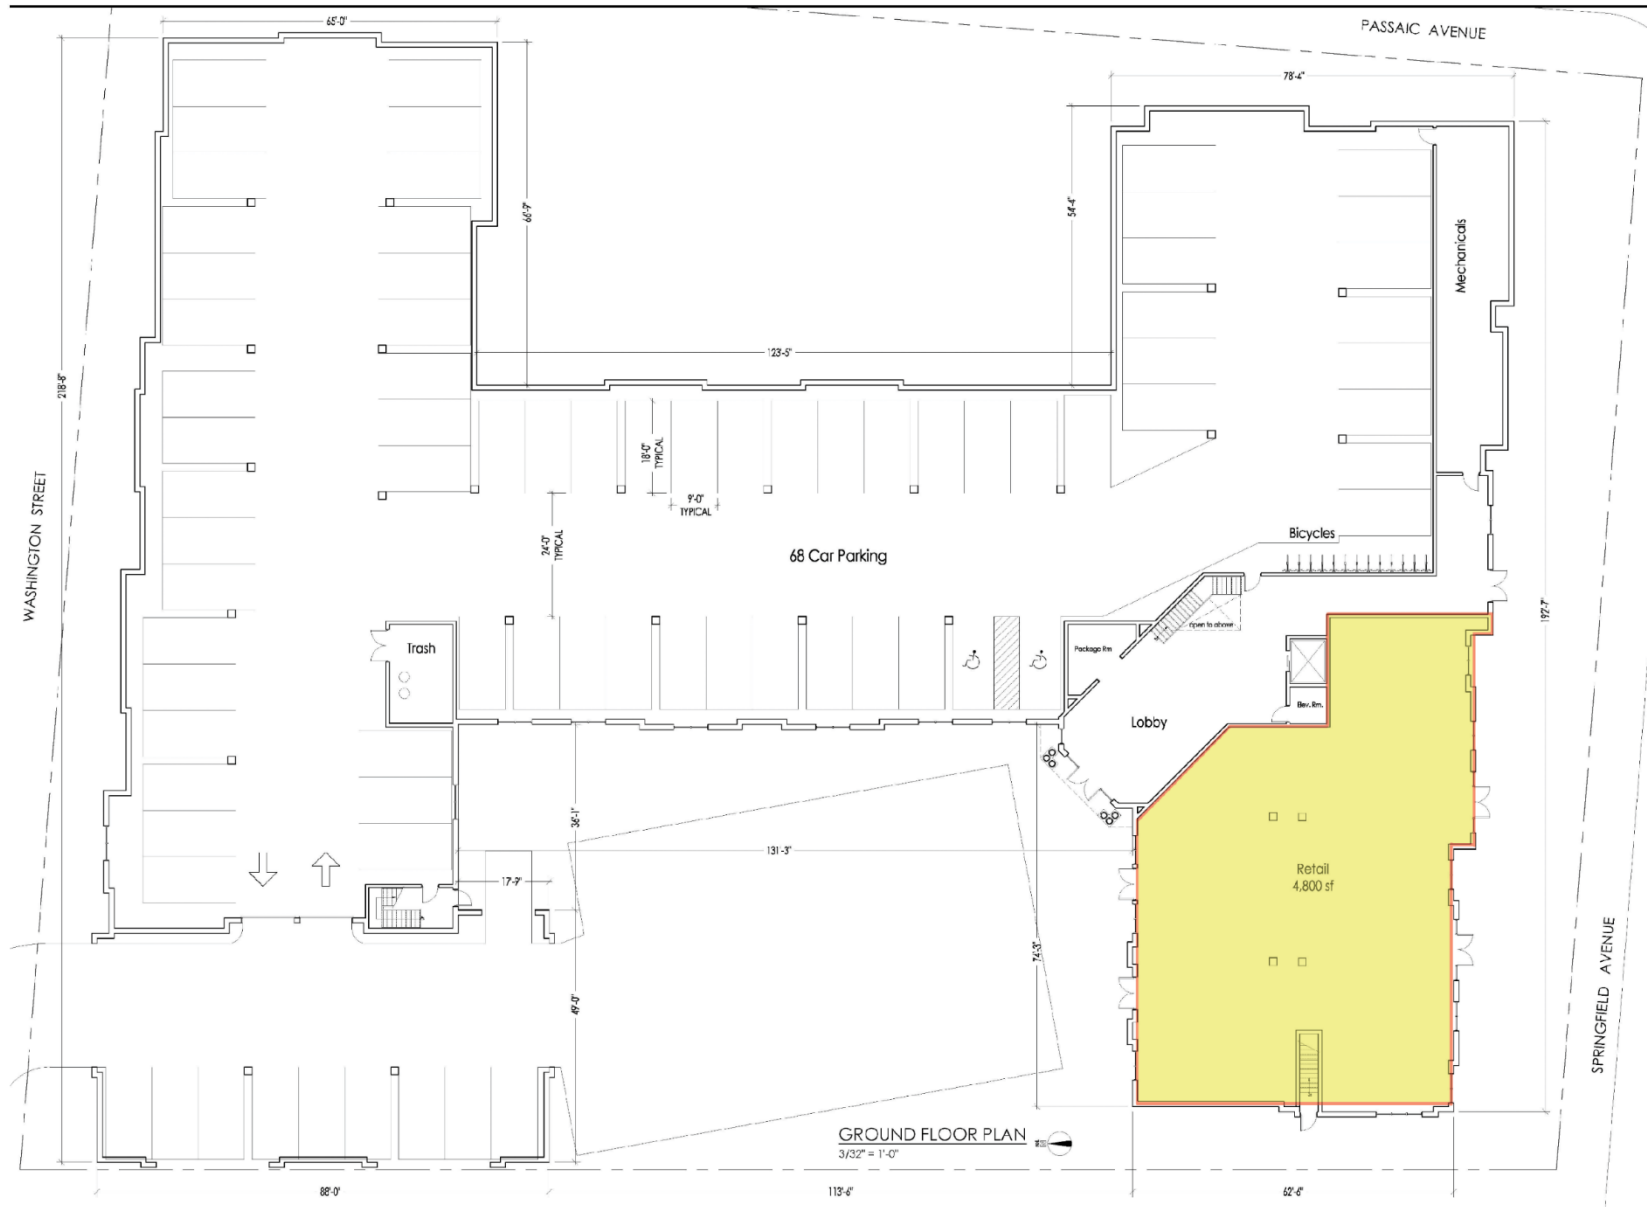 65'-0"
PASSAIC AVENUE
78'-4"
66'-9"
54'-4"
Mechanicals
123'-5"
218'-8"
18'-0"
TYPICAL
9'-0"
TYPICAL
WASHINGTON STREET
24'-0"
TYPICAL
68 Car Parking
Bicycles
192'-7"
open to above
Trash
Package Rm
Elev. Rm.
Lobby
36'-1"
131'-3"
17'-9"
Retail
4,800 sf
74'-3"
49'-0"
SPRINGFIELD AVENUE
GROUND FLOOR PLAN
3/32" = 1'-0"
88'-0"
113'-6"
62'-6"